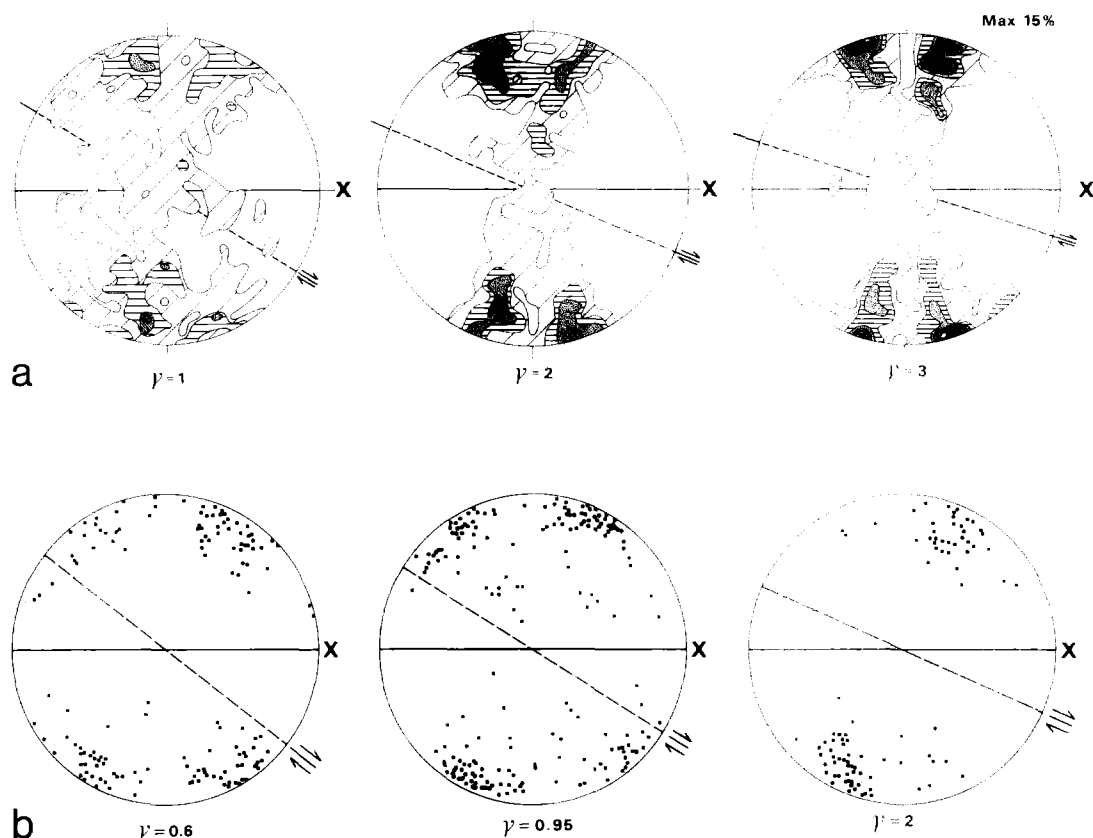 Max 15%
X
X
X
a
γ = 1
γ = 2
γ = 3
X
X
X
b
γ = 0.6
γ = 0.95
γ = 2